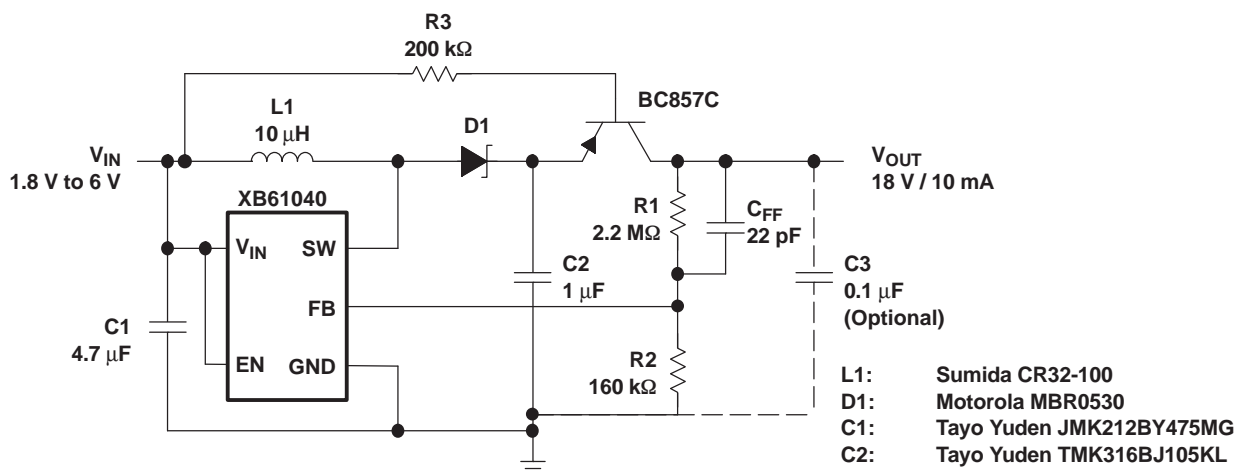 R3
200 kΩ
BC857C
L1
10 μH
D1
VIN
1.8 V to 6 V
VOUT
18 V / 10 mA
XB61040
VIN
SW
FB
EN
GND
R1
2.2 MΩ
CFF
22 pF
C2
1 μF
C3
0.1 μF
(Optional)
C1
4.7 μF
R2
160 kΩ
L1: Sumida CR32-100
D1: Motorola MBR0530
C1: Tayo Yuden JMK212BY475MG
C2: Tayo Yuden TMK316BJ105KL